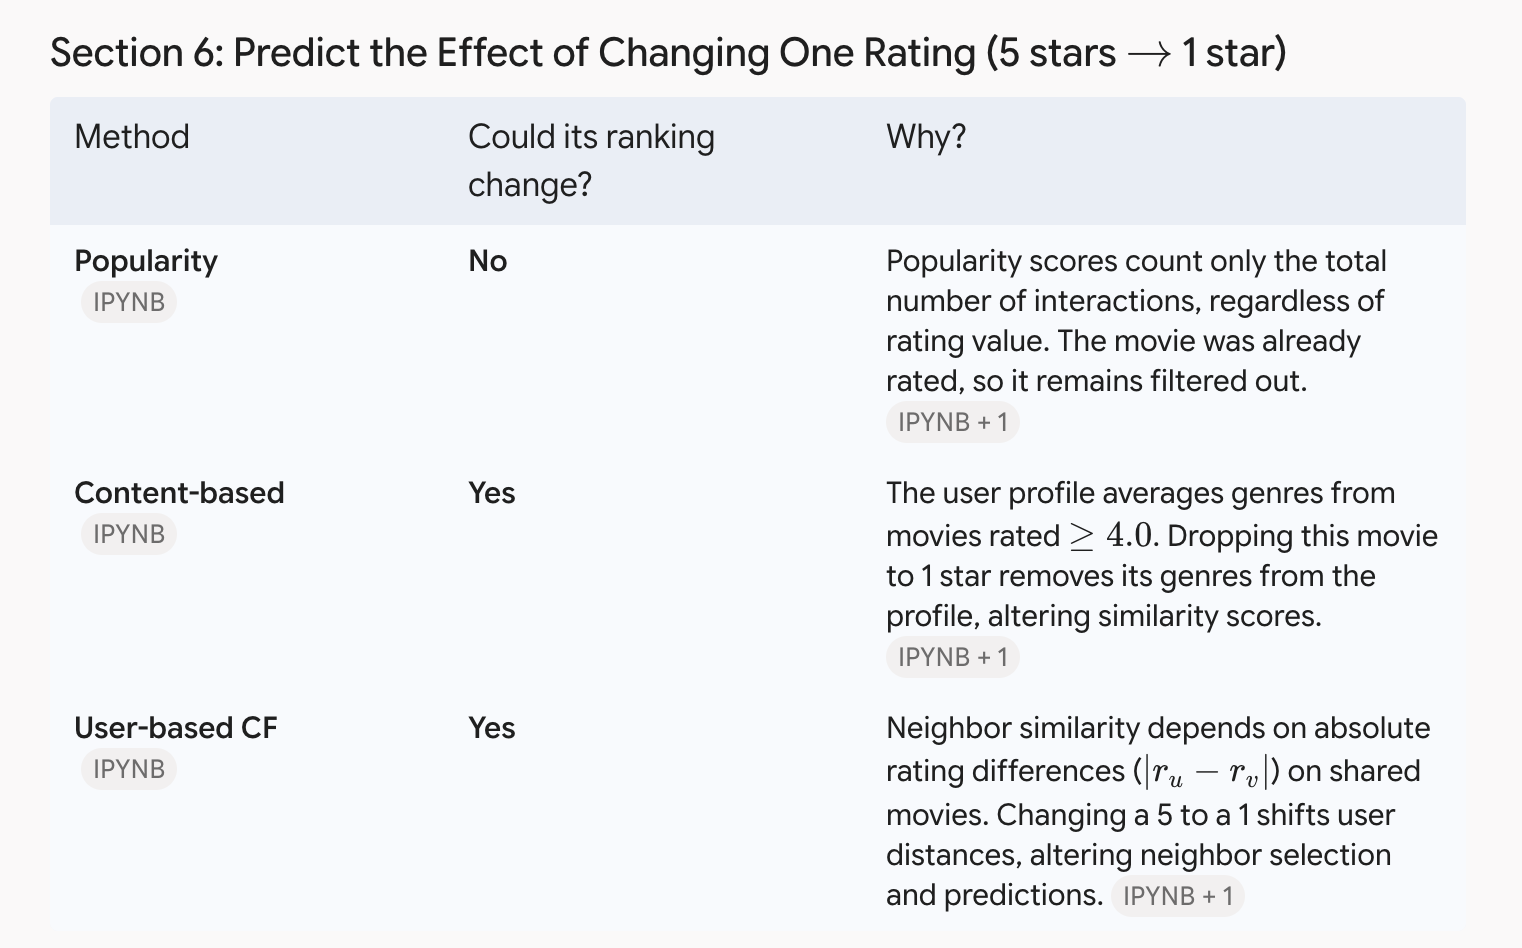 Section 6: Predict the Effect of Changing One Rating (5 stars → 1 star)
Method
Could its ranking
change?
Why?
Popularity
IPYNB
No
Popularity scores count only the total
number of interactions, regardless of
rating value. The movie was already
rated, so it remains filtered out.
IPYNB + 1
Content-based
IPYNB
Yes
The user profile averages genres from
movies rated ≥ 4.0. Dropping this movie
to 1 star removes its genres from the
profile, altering similarity scores.
IPYNB + 1
User-based CF
IPYNB
Yes
Neighbor similarity depends on absolute
rating differences (|r_u − r_v|) on shared
movies. Changing a 5 to a 1 shifts user
distances, altering neighbor selection
and predictions. IPYNB + 1